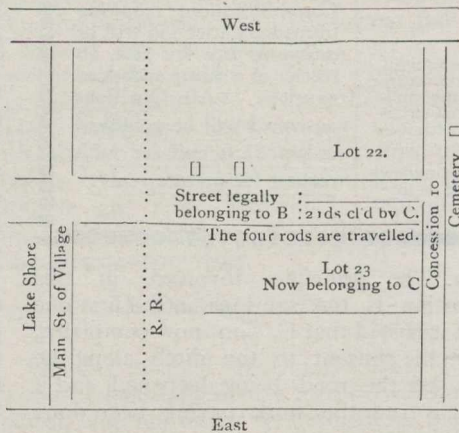 West
Lot 22.
Street legally
belonging to B : 2 rds cl'd by C.
The four rods are travelled.
Lot 23
Now belonging to C
Lake Shore
Main St. of Village
R. R.
Concession 10
Cemetery
East